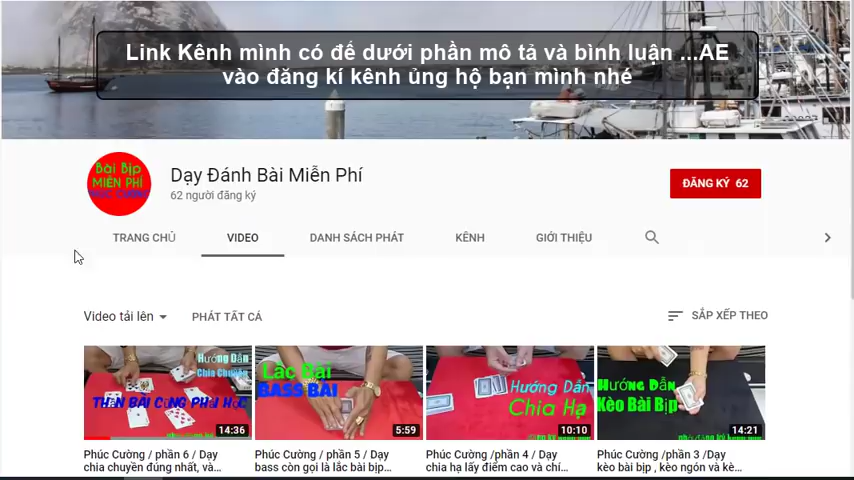 Link Kênh mình có để dưới phần mô tả và bình luận ...AE
vào đăng kí kênh ủng hộ bạn mình nhé
Bài Bịp
MIỄN PHÍ
PHÚC CƯỜNG
Dạy Đánh Bài Miễn Phí
62 người đăng ký
ĐĂNG KÝ 62
TRANG CHỦ
VIDEO
DANH SÁCH PHÁT
KÊNH
GIỚI THIỆU
Video tải lên
PHÁT TẤT CẢ
SẮP XẾP THEO
Hướng Dẫn
Chia Chuyền
THẦN BÀI CŨNG PHẢI HỌC
14:36
Lắc Bài
BASS BÀI
5:59
Hướng Dẫn
Chia Hạ
10:10
Hướng Dẫn
Kèo Bài Bịp
14:21
Phúc Cường / phần 6 / Dạy
chia chuyền đúng nhất, và...
Phúc Cường / phần 5 / Dạy
bass còn gọi là lắc bài bịp...
Phúc Cường /phần 4 / Dạy
chia hạ lấy điểm cao và chí...
Phúc Cường/ phần 3 /Dạy
kèo bài bịp , kèo ngón và kè...